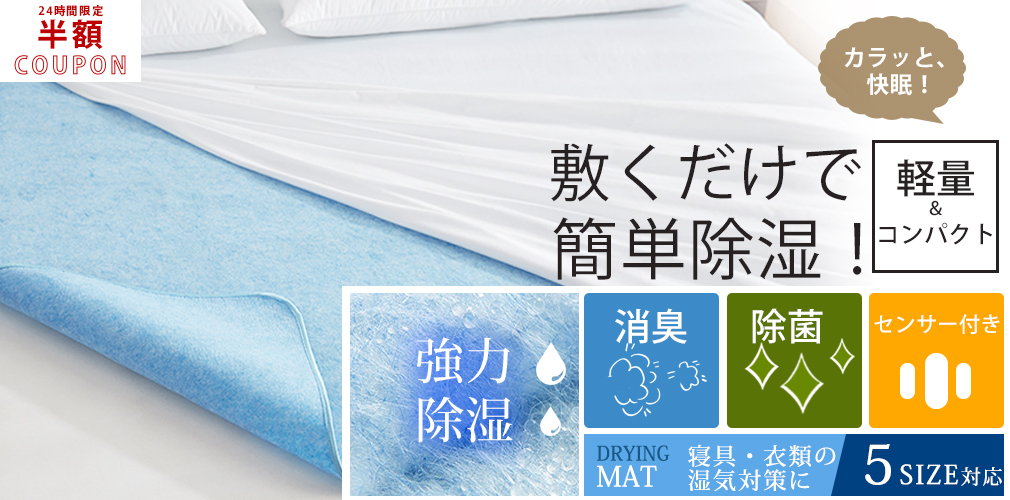 24時間限定
半額
COUPON
カラッと、
快眠！
敷くだけで
簡単除湿！
軽量
&
コンパクト
強力
除湿
消臭
除菌
センサー付き
DRYING
MAT
寝具・衣類の
湿気対策に
5 SIZE対応